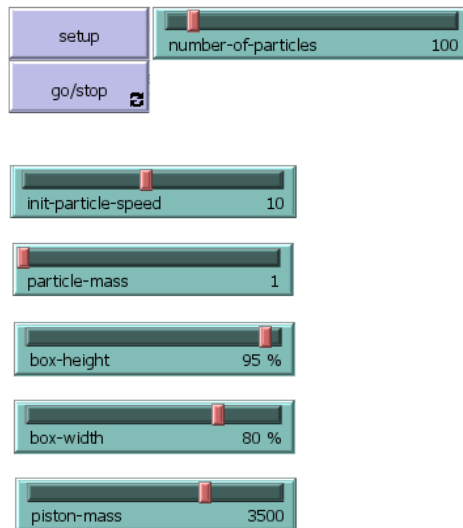 setup
number-of-particles 100
go/stop
init-particle-speed 10
particle-mass 1
box-height 95 %
box-width 80 %
piston-mass 3500